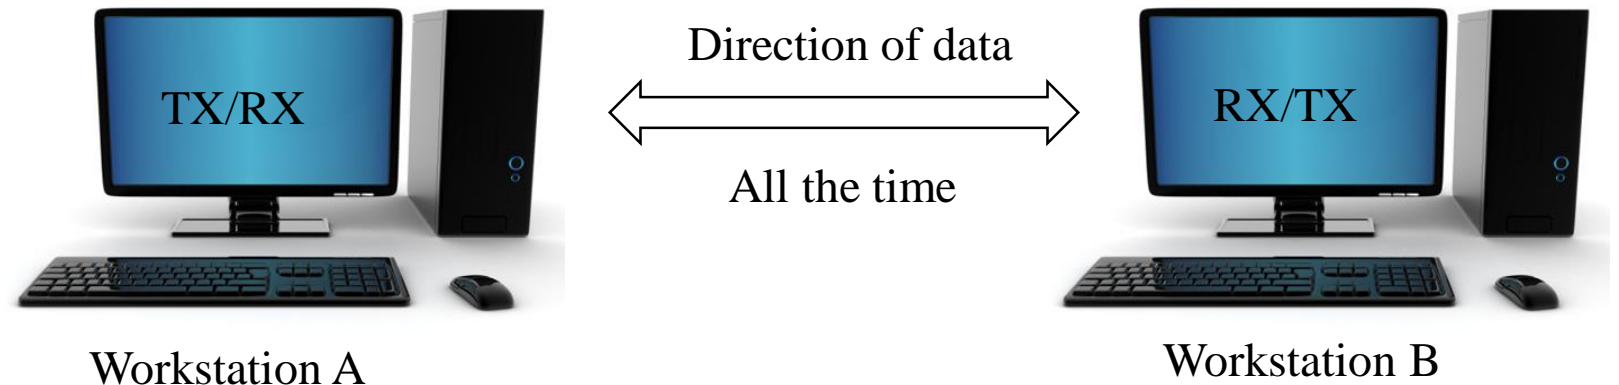 Direction of data
TX/RX
RX/TX
All the time
Workstation A
Workstation B